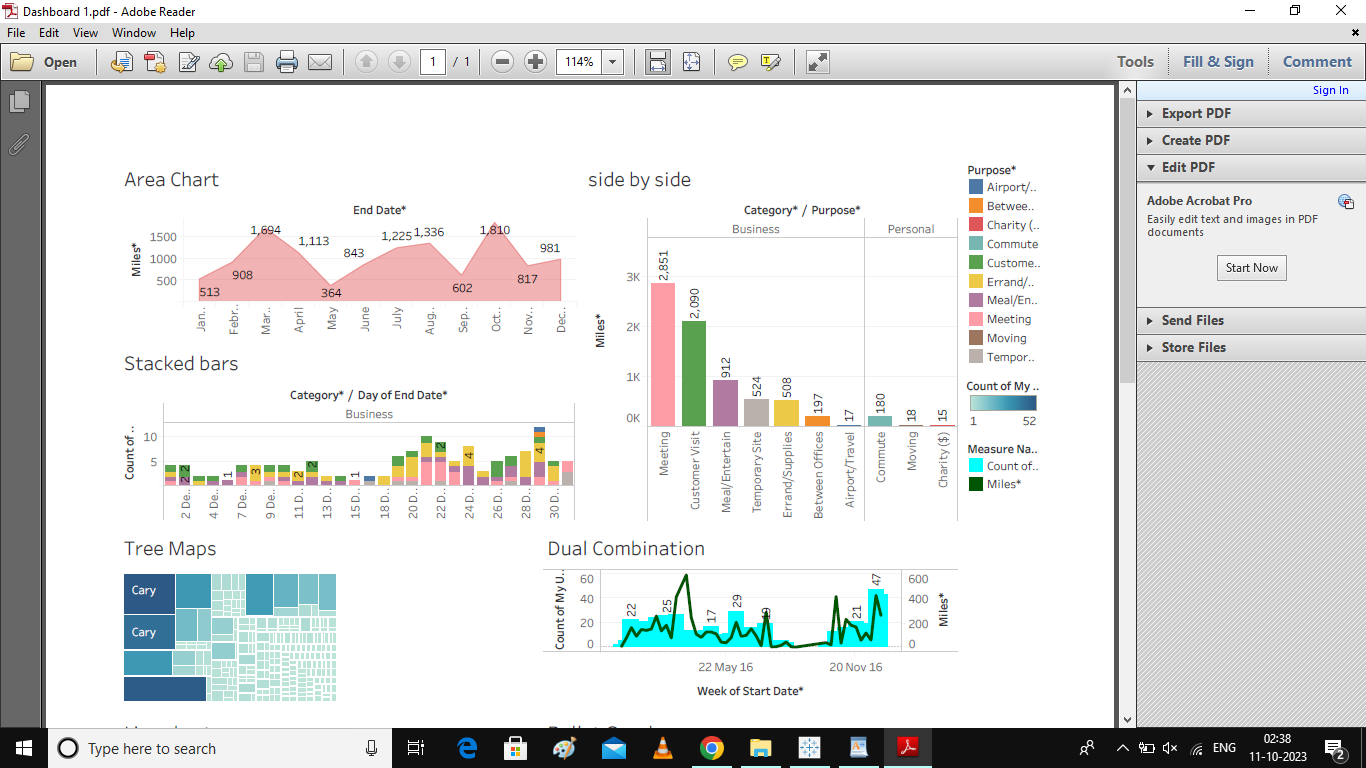 Dashboard 1.pdf - Adobe Reader
File Edit View Window Help
Open
1 / 1
114%
Tools
Fill & Sign
Comment
Sign In
Export PDF
Create PDF
Edit PDF
Adobe Acrobat Pro
Easily edit text and images in PDF
documents
Start Now
Send Files
Store Files
Area Chart
End Date*
Miles*
1500
1000
500
513
908
1,694
1,113
364
843
1,225
1,336
602
1,810
817
981
Jan..
Febr..
Mar..
April
May
June
July
Aug.
Sep..
Oct..
Nov..
Dec..
Stacked bars
Category* / Day of End Date*
Business
Count of ..
10
5
2
1
3
2
2
1
2
4
4
2 De..
4 De..
7 De..
9 De..
11 D..
13 D..
15 D..
18 D..
20 D..
22 D..
24 D..
26 D..
28 D..
30 D..
side by side
Category* / Purpose*
Business
Personal
Miles*
3K
2K
1K
0K
2,851
2,090
912
524
508
197
17
180
18
15
Meeting
Customer Visit
Meal/Entertain
Temporary Site
Errand/Supplies
Between Offices
Airport/Travel
Commute
Moving
Charity ($)
Purpose*
Airport/..
Betwee..
Charity (..
Commute
Custome..
Errand/..
Meal/En..
Meeting
Moving
Tempor..
Count of My ..
1 52
Measure Na..
Count of..
Miles*
Tree Maps
Cary
Cary
Dual Combination
Count of My U..
60
40
20
0
22
25
17
29
21
47
600
400
200
0
Miles*
22 May 16
20 Nov 16
Week of Start Date*
Type here to search
ENG
02:38
11-10-2023
2